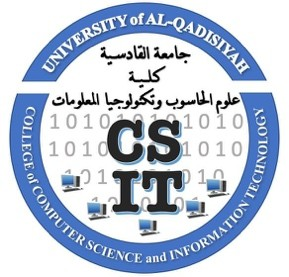 UNIVERSITY of AL-QADISIYAH
جامعة القادسية
كلية
علوم الحاسوب وتكنولوجيا المعلومات
CS
IT
COLLEGE of COMPUTER SCIENCE and INFORMATION TECHNOLOGY